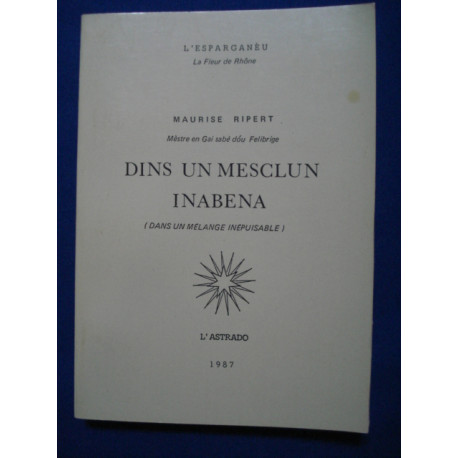 L'ESPARGANÈU
La Fleur de Rhône
MAURISE RIPERT
Mèstre en Gai sabé dóu Felibrige
DINS UN MESCLUN
INABENA
( DANS UN MÉLANGE INÉPUISABLE )
L'ASTRADO
1987